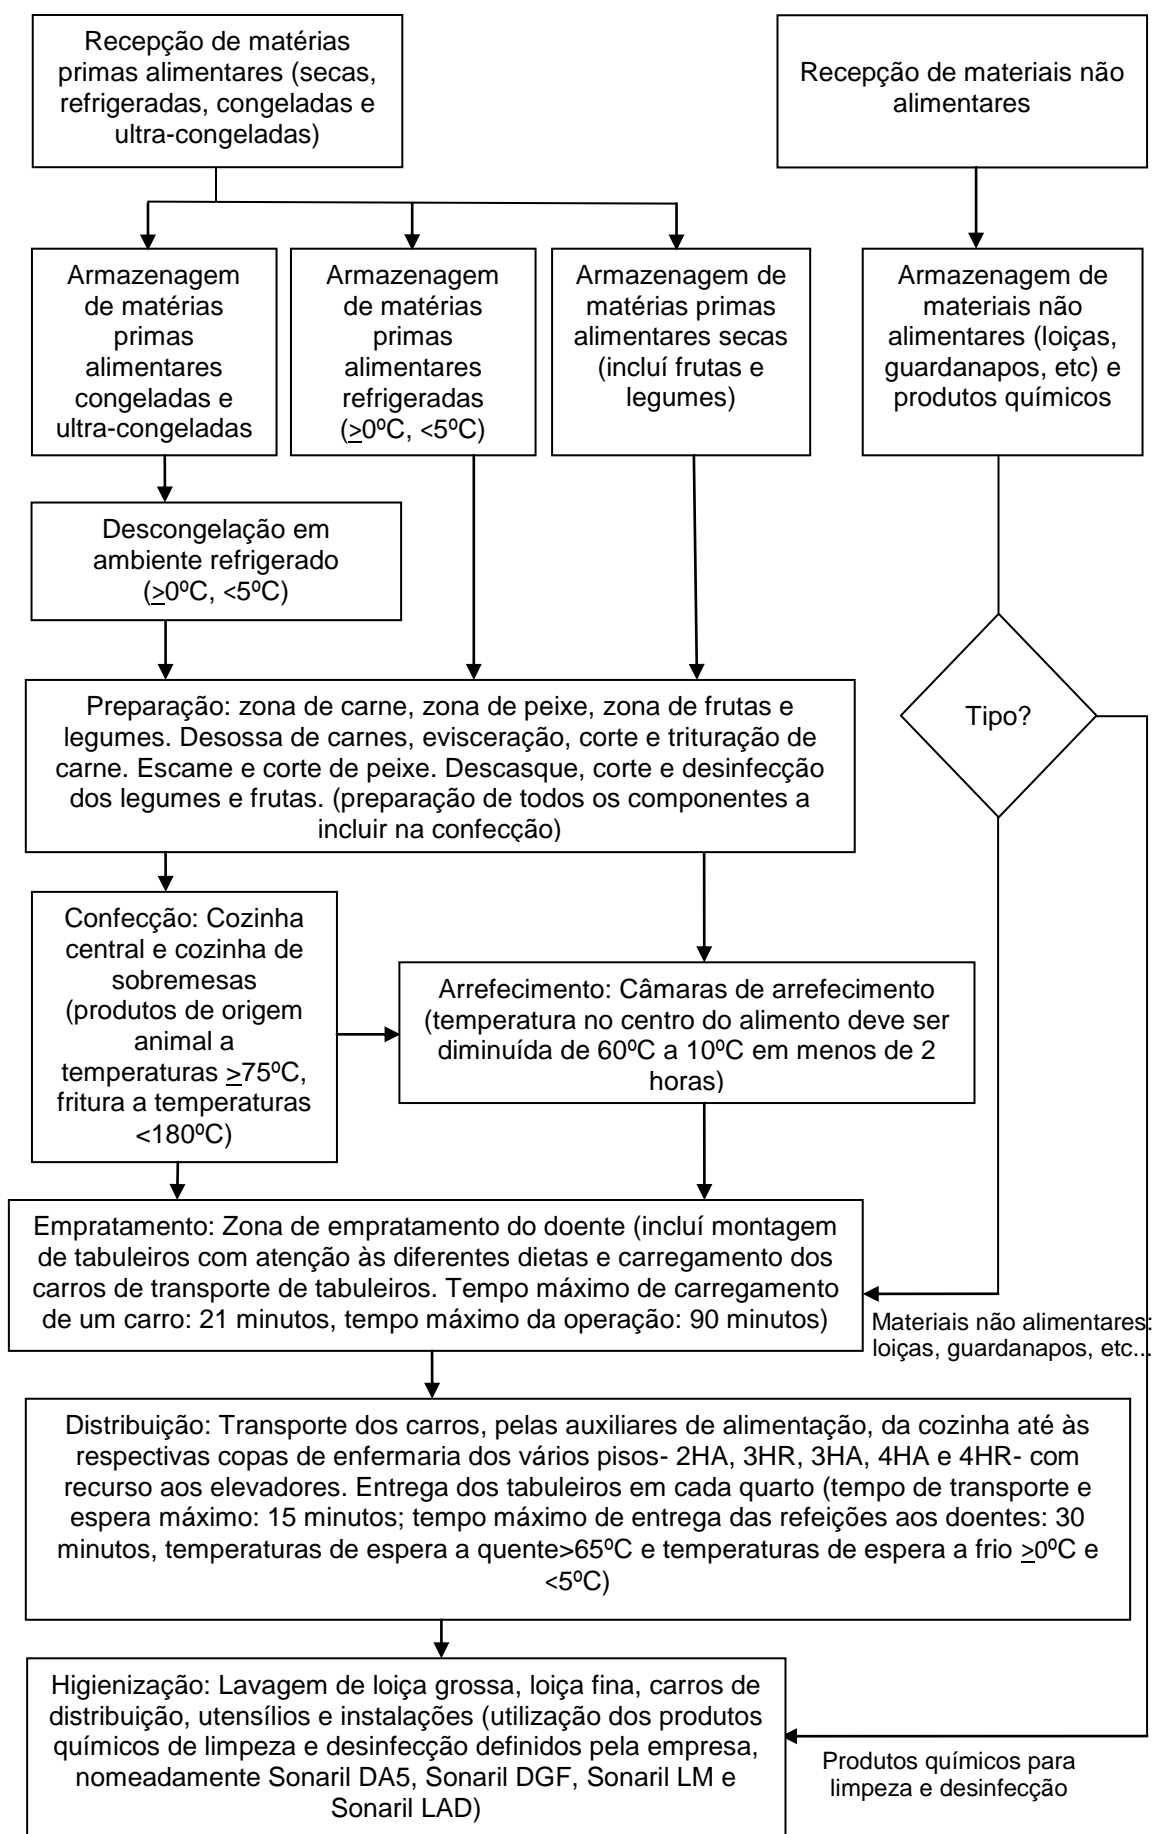 Recepção de matérias
primas alimentares (secas,
refrigeradas, congeladas e
ultra-congeladas)
Recepção de materiais não
alimentares
Armazenagem
de matérias
primas
alimentares
congeladas e
ultra-congeladas
Armazenagem
de matérias
primas
alimentares
refrigeradas
(≥0ºC, <5ºC)
Armazenagem de
matérias primas
alimentares secas
(incluí frutas e
legumes)
Armazenagem de
materiais não
alimentares (loiças,
guardanapos, etc) e
produtos químicos
Descongelação em
ambiente refrigerado
(≥0ºC, <5ºC)
Preparação: zona de carne, zona de peixe, zona de frutas e
legumes. Desossa de carnes, evisceração, corte e trituração de
carne. Escame e corte de peixe. Descasque, corte e desinfecção
dos legumes e frutas. (preparação de todos os componentes a
incluir na confecção)
Tipo?
Confecção: Cozinha
central e cozinha de
sobremesas
(produtos de origem
animal a
temperaturas ≥75ºC,
fritura a temperaturas
<180ºC)
Arrefecimento: Câmaras de arrefecimento
(temperatura no centro do alimento deve ser
diminuída de 60ºC a 10ºC em menos de 2
horas)
Empratamento: Zona de empratamento do doente (incluí montagem
de tabuleiros com atenção às diferentes dietas e carregamento dos
carros de transporte de tabuleiros. Tempo máximo de carregamento
de um carro: 21 minutos, tempo máximo da operação: 90 minutos)
Materiais não alimentares:
loiças, guardanapos, etc...
Distribuição: Transporte dos carros, pelas auxiliares de alimentação, da cozinha até às
respectivas copas de enfermaria dos vários pisos- 2HA, 3HR, 3HA, 4HA e 4HR- com
recurso aos elevadores. Entrega dos tabuleiros em cada quarto (tempo de transporte e
espera máximo: 15 minutos; tempo máximo de entrega das refeições aos doentes: 30
minutos, temperaturas de espera a quente>65ºC e temperaturas de espera a frio ≥0ºC e
<5ºC)
Higienização: Lavagem de loiça grossa, loiça fina, carros de
distribuição, utensílios e instalações (utilização dos produtos
químicos de limpeza e desinfecção definidos pela empresa,
nomeadamente Sonaril DA5, Sonaril DGF, Sonaril LM e
Sonaril LAD)
Produtos químicos para
limpeza e desinfecção